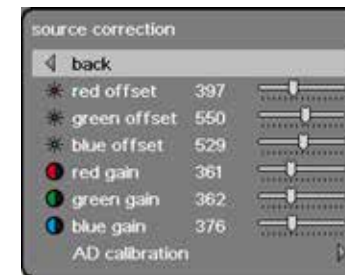 source correction
back
red offset 397
green offset 550
blue offset 529
red gain 361
green gain 362
blue gain 376
AD calibration